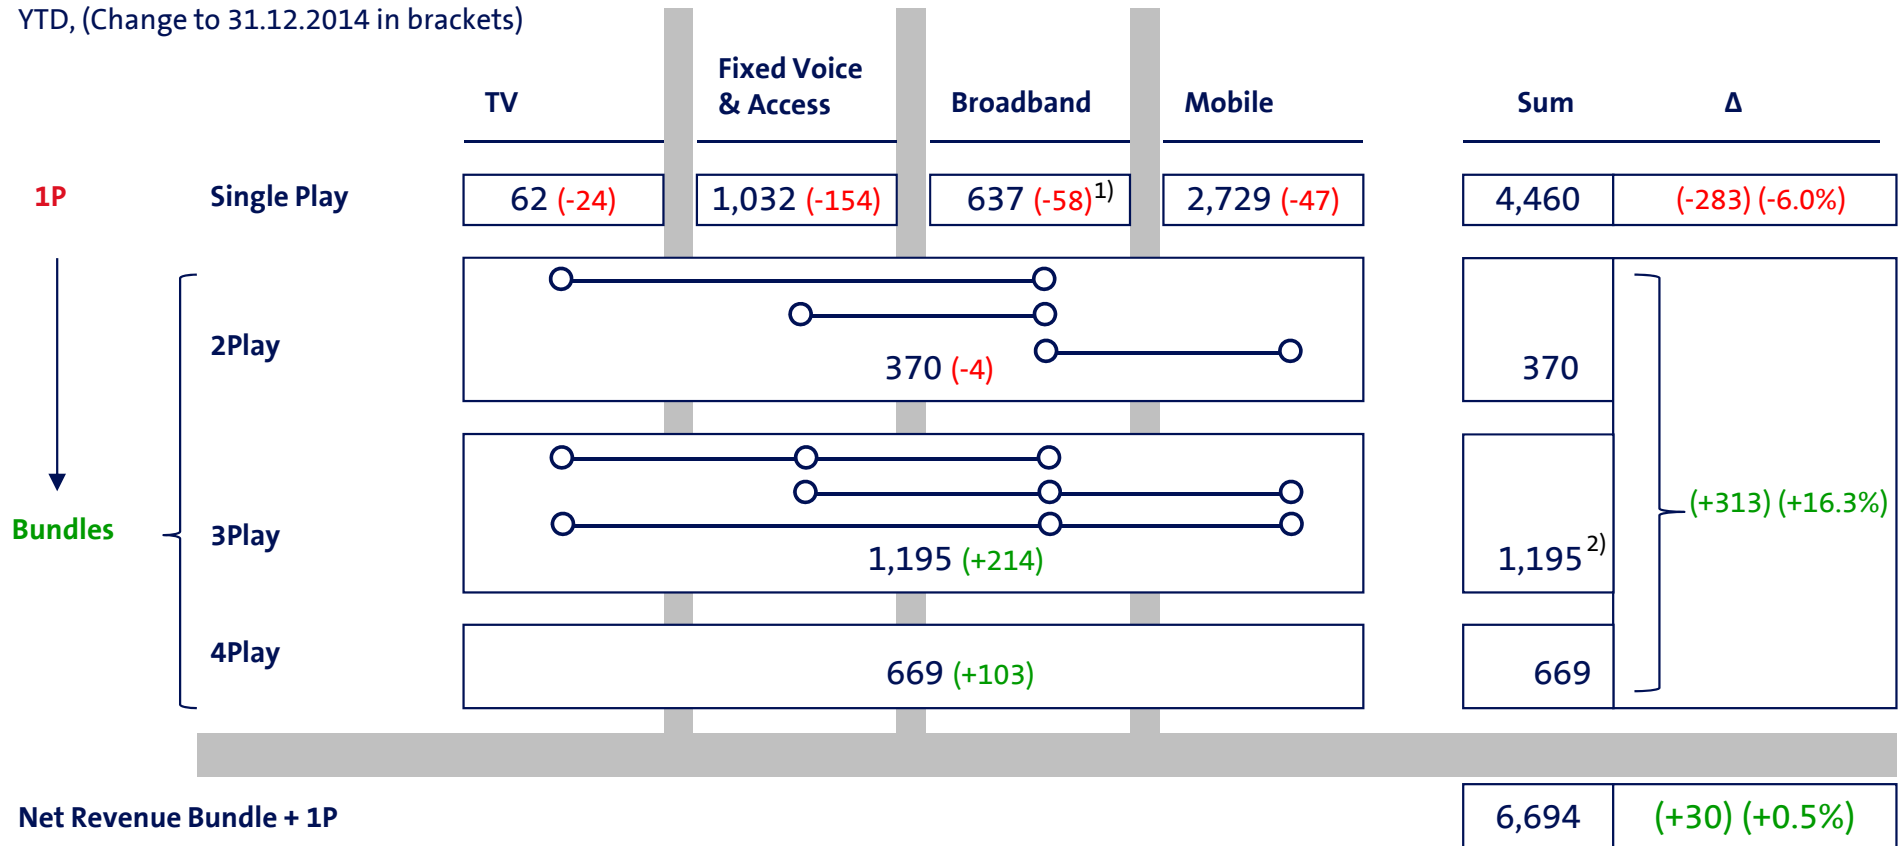 YTD, (Change to 31.12.2014 in brackets)
TV
Fixed Voice
& Access
Broadband
Mobile
Sum
Δ
1P
Single Play
62 (-24)
1,032 (-154)
637 (-58)1)
2,729 (-47)
4,460
(-283) (-6.0%)
2Play
370 (-4)
370
Bundles
3Play
1,195 (+214)
1,195 2)
(+313) (+16.3%)
4Play
669 (+103)
669
Net Revenue Bundle + 1P
6,694
(+30) (+0.5%)